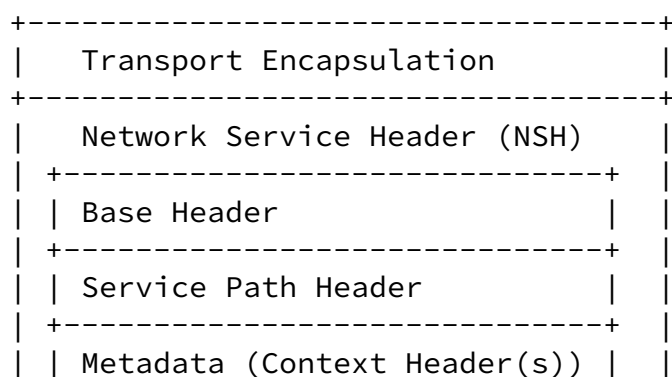 +-----------------------------------+
|   Transport Encapsulation         |
+-----------------------------------+
|   Network Service Header (NSH)    |
| +------------------------------+  |
| | Base Header                  |  |
| +------------------------------+  |
| | Service Path Header          |  |
| +------------------------------+  |
| | Metadata (Context Header(s)) |  |